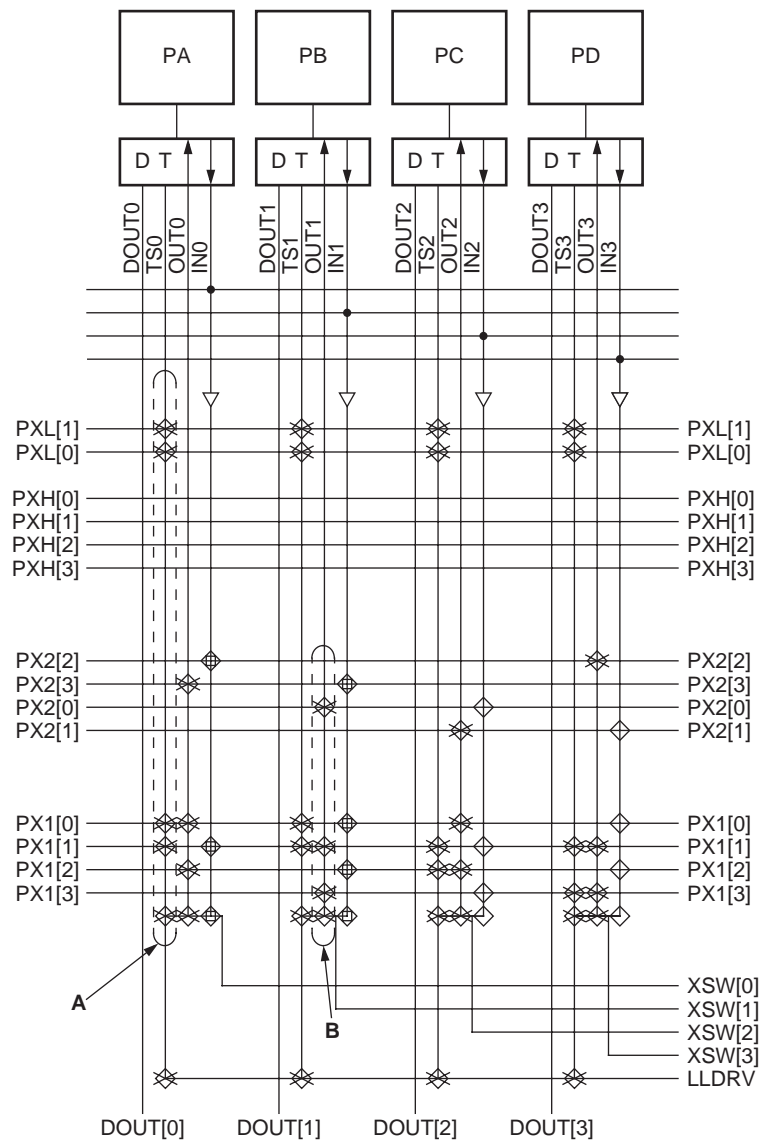 PA PB PC PD
D T D T D T D T
DOUT0 TS0 OUT0 IN0 DOUT1 TS1 OUT1 IN1 DOUT2 TS2 OUT2 IN2 DOUT3 TS3 OUT3 IN3
PXL[1] PXL[1]
PXL[0] PXL[0]
PXH[0] PXH[0]
PXH[1] PXH[1]
PXH[2] PXH[2]
PXH[3] PXH[3]
PX2[2] PX2[2]
PX2[3] PX2[3]
PX2[0] PX2[0]
PX2[1] PX2[1]
PX1[0] PX1[0]
PX1[1] PX1[1]
PX1[2] PX1[2]
PX1[3] PX1[3]
XSW[0]
A
XSW[1]
B
XSW[2]
XSW[3]
LLDRV
DOUT[0] DOUT[1] DOUT[2] DOUT[3]